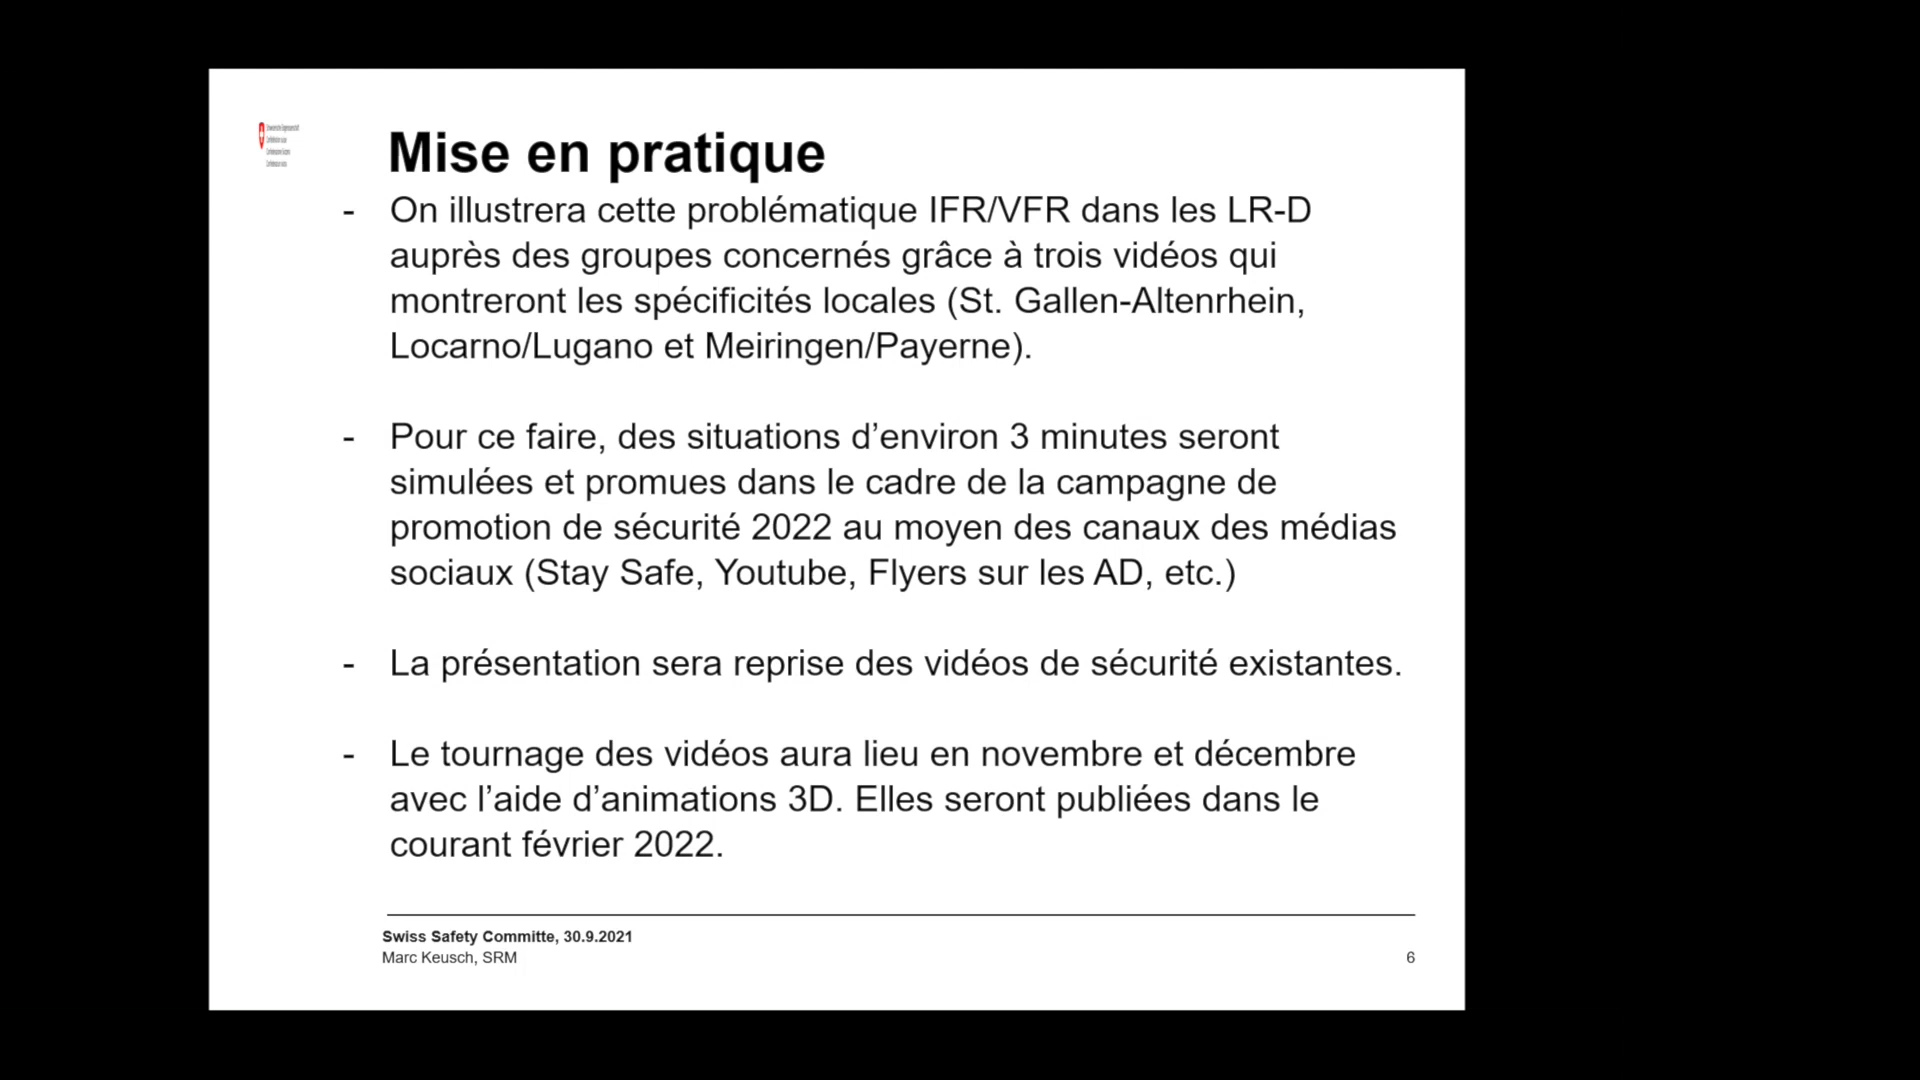 Mise en pratique
- On illustrera cette problématique IFR/VFR dans les LR-D
auprès des groupes concernés grâce à trois vidéos qui
montreront les spécificités locales (St. Gallen-Altenrhein,
Locarno/Lugano et Meiringen/Payerne).
- Pour ce faire, des situations d’environ 3 minutes seront
simulées et promues dans le cadre de la campagne de
promotion de sécurité 2022 au moyen des canaux des médias
sociaux (Stay Safe, Youtube, Flyers sur les AD, etc.)
- La présentation sera reprise des vidéos de sécurité existantes.
- Le tournage des vidéos aura lieu en novembre et décembre
avec l’aide d’animations 3D. Elles seront publiées dans le
courant février 2022.
Swiss Safety Committe, 30.9.2021
Marc Keusch, SRM
6